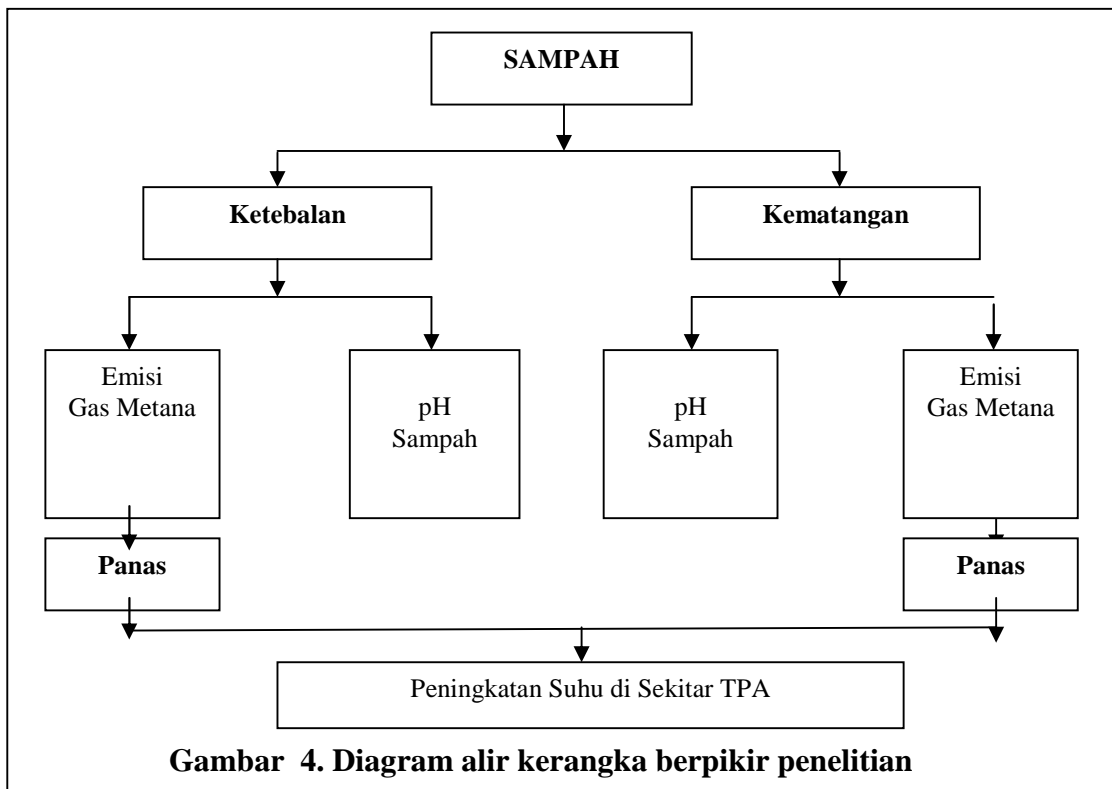 SAMPAH
Ketebalan
Kematangan
Emisi
Gas Metana
pH
Sampah
pH
Sampah
Emisi
Gas Metana
Panas
Panas
Peningkatan Suhu di Sekitar TPA
Gambar 4. Diagram alir kerangka berpikir penelitian